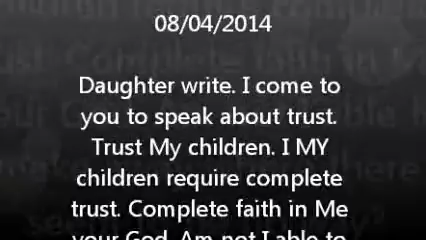 08/04/2014
Daughter write. I come to
you to speak about trust.
Trust My children. I MY
children require complete
trust. Complete faith in Me
your God. Am not I able to